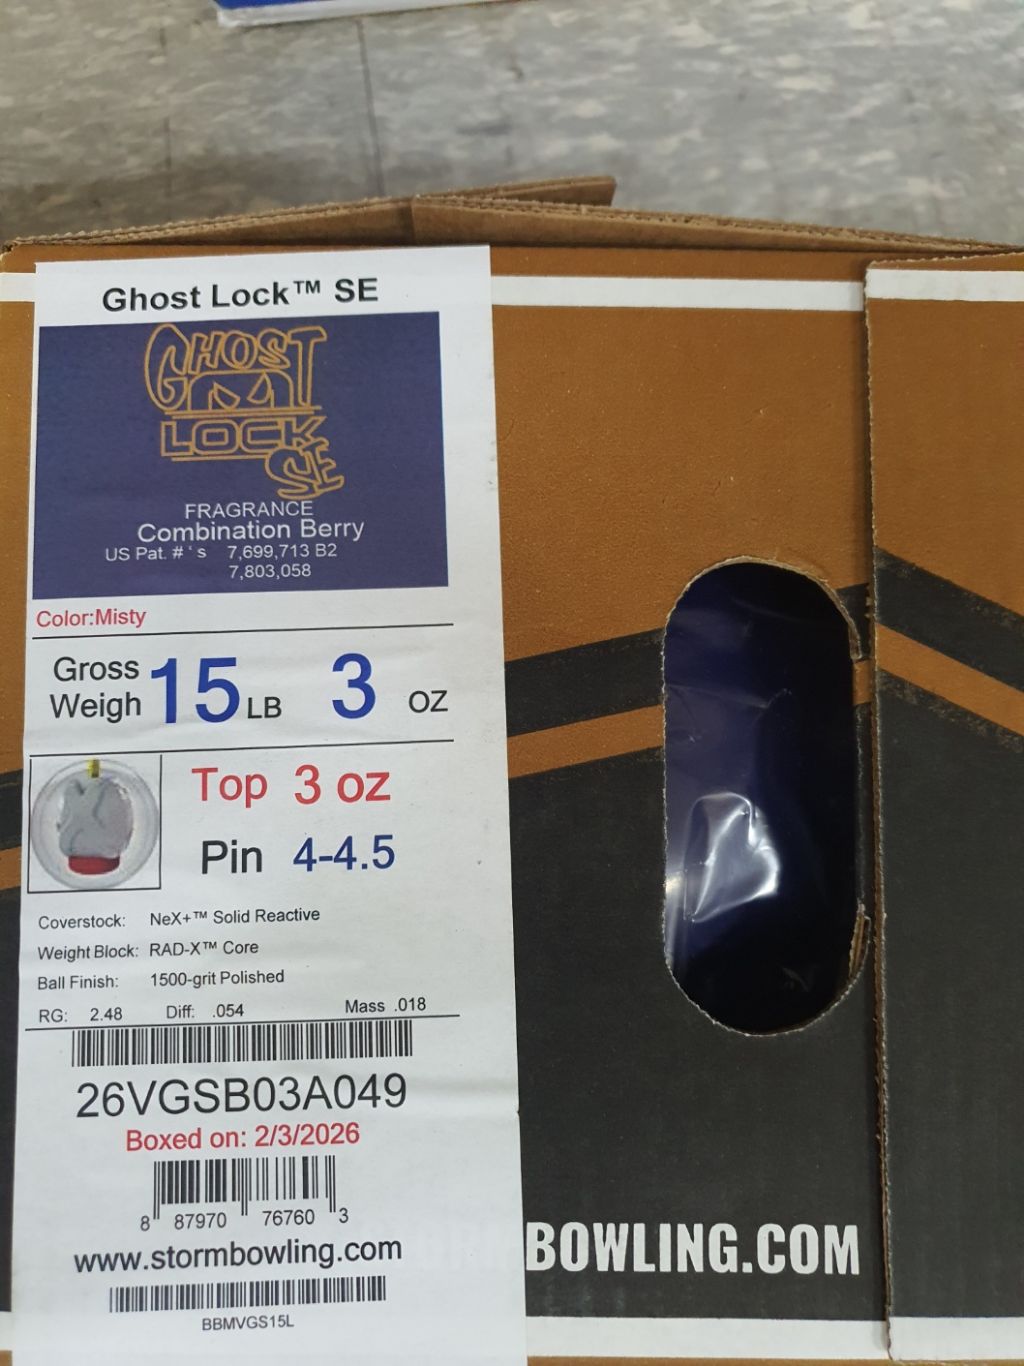 Ghost Lock™ SE
GHOST
LOCK
SE
FRAGRANCE
Combination Berry
US Pat. #'s 7,699,713 B2
7,803,058
Color:Misty
Gross
Weigh 15 LB 3 OZ
Top 3 oz
Pin 4-4.5
Coverstock: NeX+™ Solid Reactive
Weight Block: RAD-X™ Core
Ball Finish: 1500-grit Polished
RG: 2.48 Diff: .054 Mass .018
26VGSB03A049
Boxed on: 2/3/2026
8 87970 76760 3
www.stormbowling.com
BBMVGS15L
BOWLING.COM